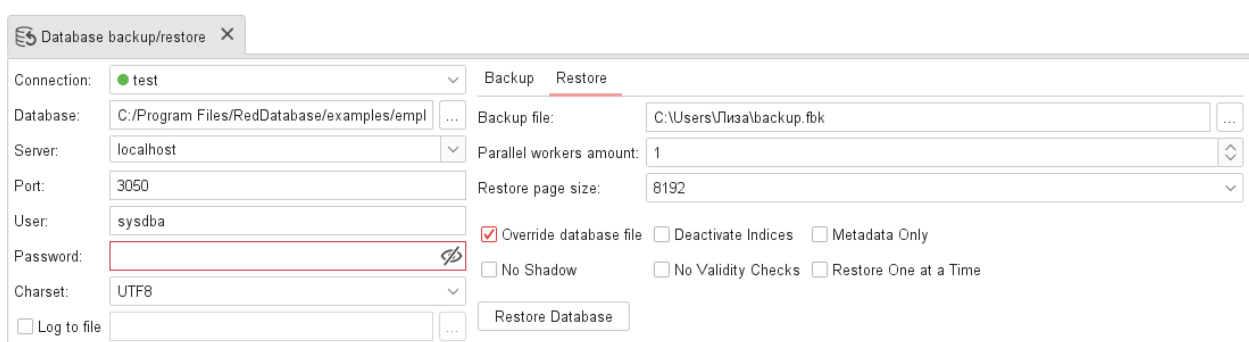 Database backup/restore
Connection: test
Database: C:/Program Files/RedDatabase/examples/empl ...
Server: localhost
Port: 3050
User: sysdba
Password:
Charset: UTF8
Log to file ...
Backup Restore
Backup file: C:\Users\Лиза\backup.fbk ...
Parallel workers amount: 1
Restore page size: 8192
Override database file Deactivate Indices Metadata Only
No Shadow No Validity Checks Restore One at a Time
Restore Database